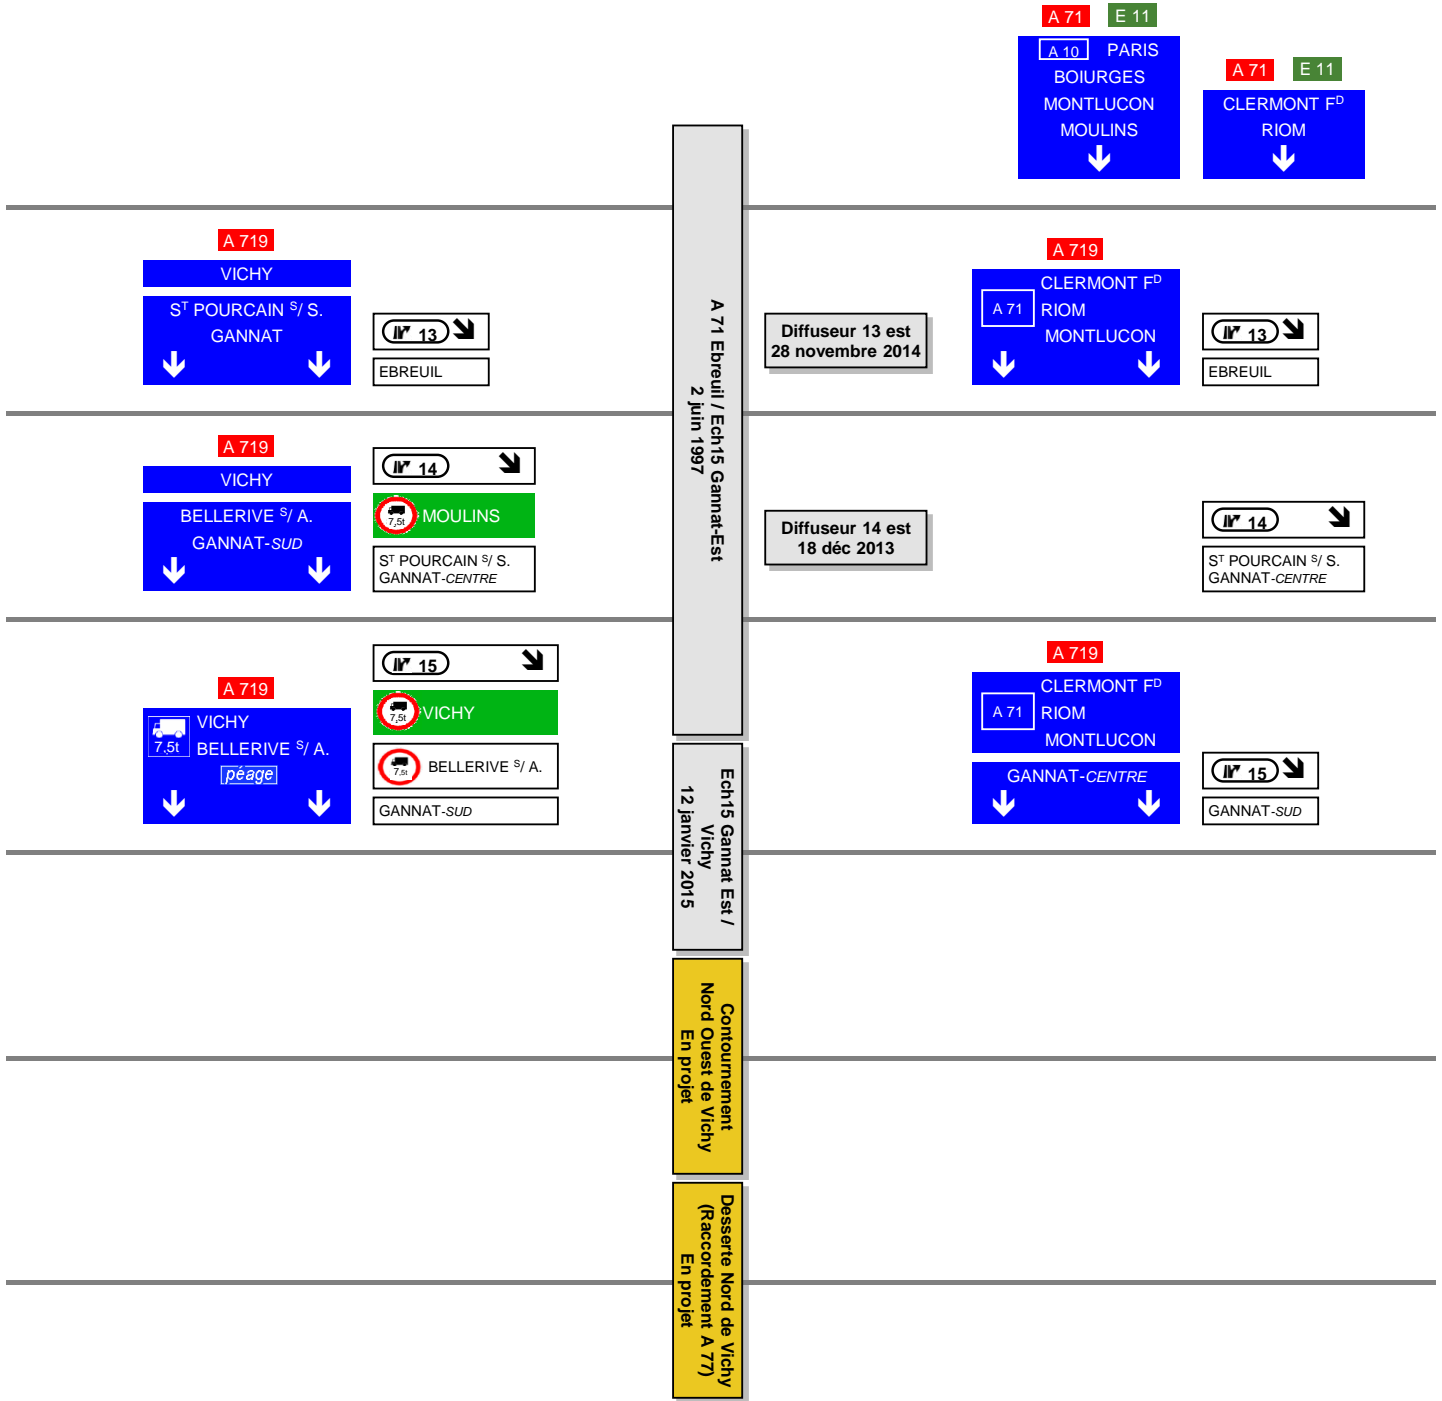 A 71
E 11
A 10 PARIS
BOIURGES
MONTLUCON
MOULINS
A 71
E 11
CLERMONT Fᴰ
RIOM
A 719
VICHY
Sᵀ POURCAIN ˢ/ S.
GANNAT
13
EBREUIL
A 71 Ebreuil / Ech15 Gannat-Est
2 juin 1997
Diffuseur 13 est
28 novembre 2014
A 719
CLERMONT Fᴰ
A 71 RIOM
MONTLUCON
13
EBREUIL
A 719
VICHY
BELLERIVE ˢ/ A.
GANNAT-SUD
14
7,5t MOULINS
Sᵀ POURCAIN ˢ/ S.
GANNAT-CENTRE
Diffuseur 14 est
18 déc 2013
14
Sᵀ POURCAIN ˢ/ S.
GANNAT-CENTRE
A 719
VICHY
7,5t BELLERIVE ˢ/ A.
péage
15
7,5t VICHY
7,5t BELLERIVE ˢ/ A.
GANNAT-SUD
A 719
CLERMONT Fᴰ
A 71 RIOM
MONTLUCON
GANNAT-CENTRE
15
GANNAT-SUD
Ech15 Gannat Est /
Vichy
12 janvier 2015
Contournement
Nord Ouest de Vichy
En projet
Desserte Nord de Vichy
(Raccordement A 77)
En projet